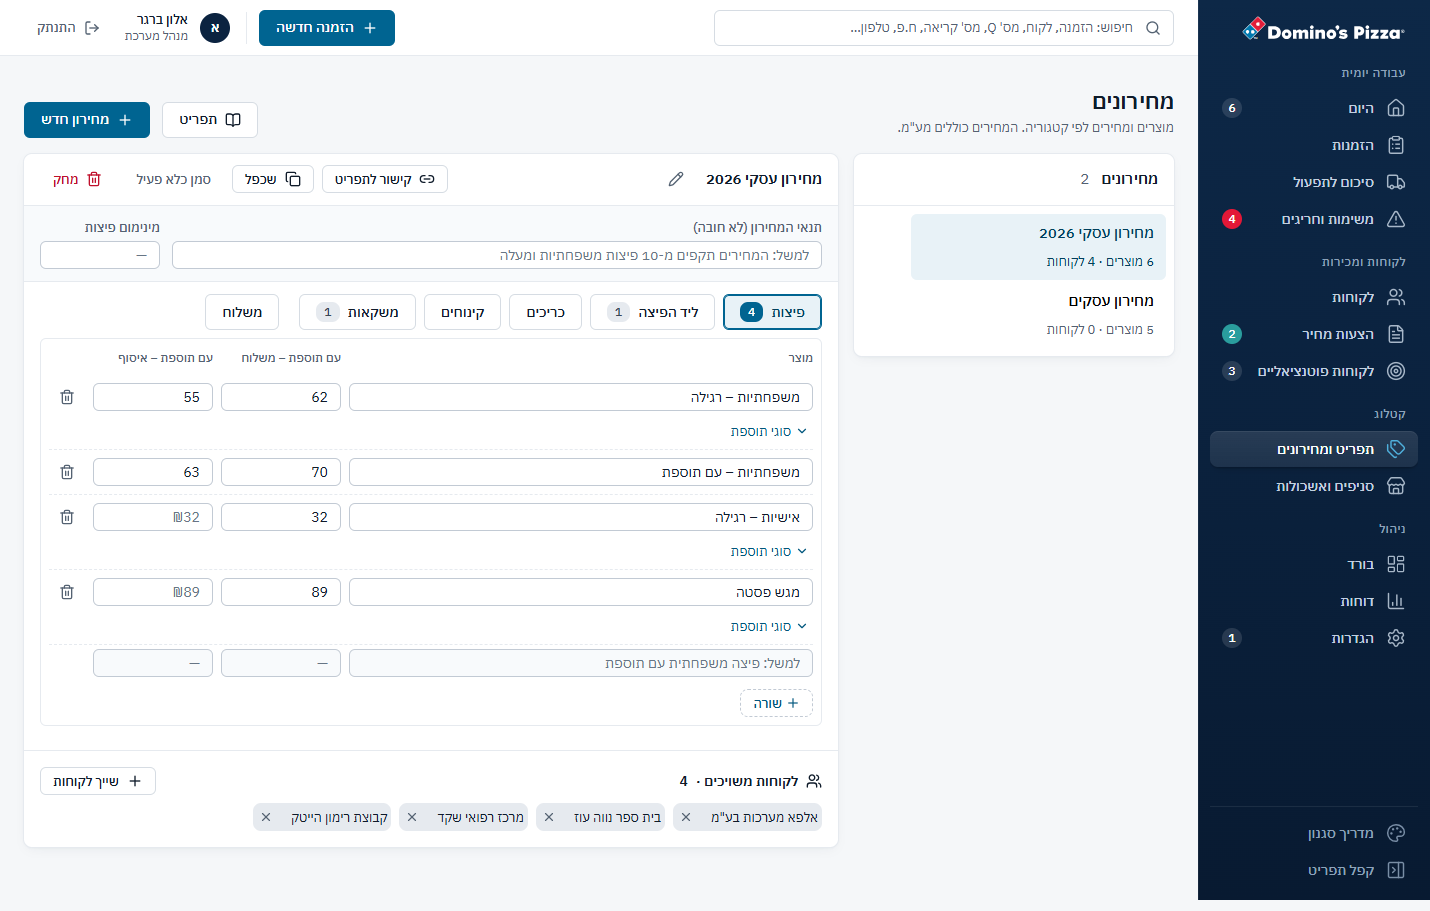 Domino's Pizza
עבודה יומית
היום 6
הזמנות
סיכום לתפעול
משימות וחריגים 4
לקוחות ומכירות
לקוחות
הצעות מחיר 2
לקוחות פוטנציאליים 3
קטלוג
תפריט ומחירונים
סניפים ואשכולות
ניהול
בורד
דוחות
הגדרות 1
מדריך סגנון
קפל תפריט
חיפוש: הזמנה, לקוח, מס' Q, מס' קריאה, ח.פ, טלפון...
הזמנה חדשה
א
אלון ברגר
מנהל מערכת
התנתק
מחירונים
מוצרים ומחירים לפי קטגוריה. המחירים כוללים מע"מ.
תפריט
מחירון חדש
מחירונים 2
מחירון עסקי 2026
6 מוצרים · 4 לקוחות
מחירון עסקים
5 מוצרים · 0 לקוחות
מחירון עסקי 2026
קישור לתפריט
שכפל
סמן כלא פעיל
מחק
תנאי המחירון (לא חובה)
מינימום פיצות
למשל: המחירים תקפים מ-10 פיצות משפחתיות ומעלה
—
פיצות 4
ליד הפיצה 1
כריכים
קינוחים
משקאות 1
משלוח
מוצר
עם תוספת – משלוח
עם תוספת – איסוף
משפחתיות – רגילה 62 55
סוגי תוספת
משפחתיות – עם תוספת 70 63
אישיות – רגילה 32 ₪32
סוגי תוספת
מגש פסטה 89 ₪89
סוגי תוספת
למשל: פיצה משפחתית עם תוספת — —
שורה
לקוחות משויכים · 4
שייך לקוחות
אלפא מערכות בע"מ
בית ספר נווה עוז
מרכז רפואי שקד
קבוצת רימון הייטק